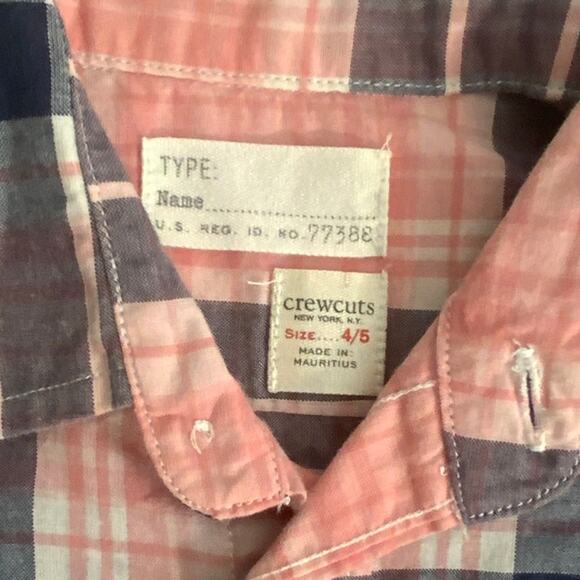 TYPE:
Name
U.S. REG. ID. NO. 77388
crewcuts
NEW YORK, N.Y.
SIZE.... 4/5
MADE IN:
MAURITIUS